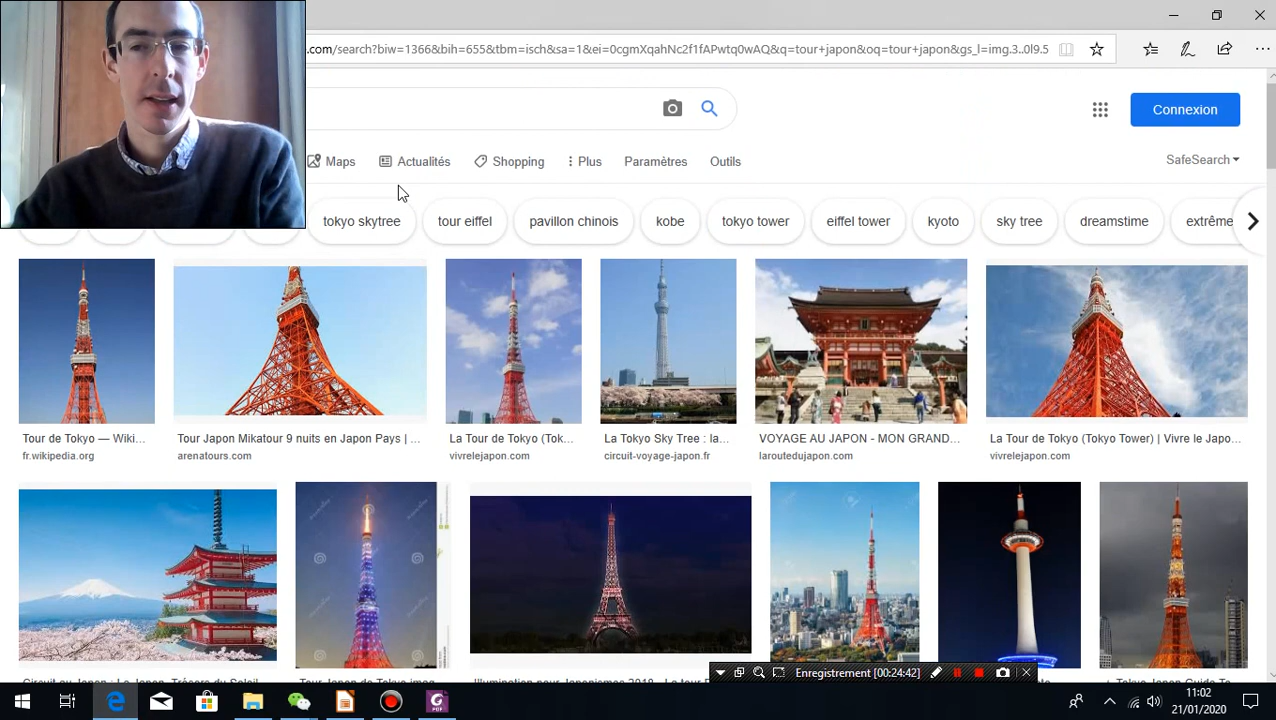 .com/search?biw=1366&bih=655&tbm=isch&sa=1&ei=0cgmXqahNc2f1fAPwtq0wAQ&q=tour+japon&oq=tour+japon&gs_l=img.3..0l9.5
Connexion
Maps
Actualités
Shopping
Plus
Paramètres
Outils
SafeSearch
tokyo skytree
tour eiffel
pavillon chinois
kobe
tokyo tower
eiffel tower
kyoto
sky tree
dreamstime
extrême
Tour de Tokyo — Wiki...
fr.wikipedia.org
Tour Japon Mikatour 9 nuits en Japon Pays | ...
arenatours.com
La Tour de Tokyo (Tok...
vivrelejapon.com
La Tokyo Sky Tree : la...
circuit-voyage-japon.fr
VOYAGE AU JAPON - MON GRAND...
laroutedujapon.com
La Tour de Tokyo (Tokyo Tower) | Vivre le Japo...
vivrelejapon.com
Enregistrement [00:24:42]
11:02
21/01/2020